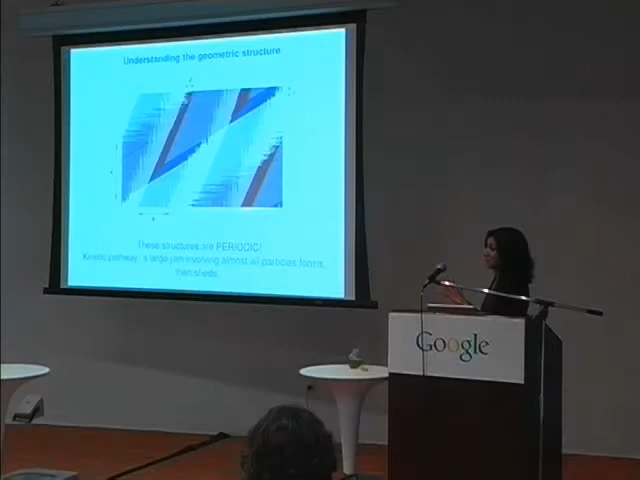 Understanding the geometric structure
These structures are PERIODIC!
Kinetic pathway: a large jam involving almost all particles forms,
then sheds.
Google